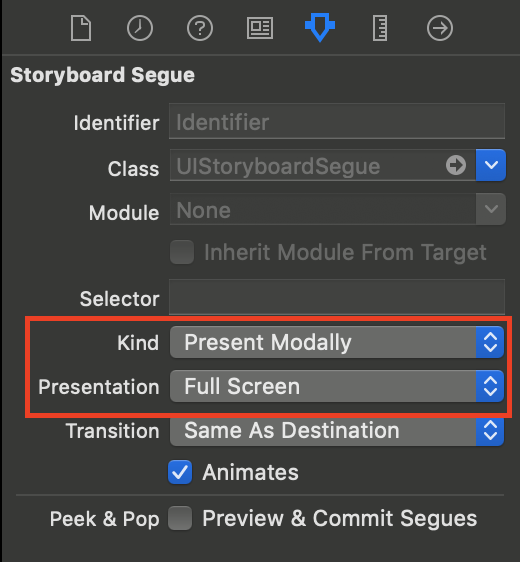 Storyboard Segue
Identifier Identifier
Class UIStoryboardSegue
Module None
Inherit Module From Target
Selector
Kind Present Modally
Presentation Full Screen
Transition Same As Destination
Animates
Peek & Pop Preview & Commit Segues